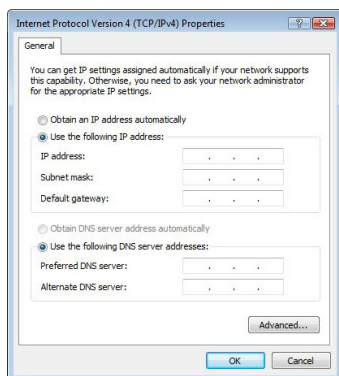 Internet Protocol Version 4 (TCP/IPv4) Properties
General
You can get IP settings assigned automatically if your network supports
this capability. Otherwise, you need to ask your network administrator
for the appropriate IP settings.
Obtain an IP address automatically
Use the following IP address:
IP address: . . .
Subnet mask: . . .
Default gateway: . . .
Obtain DNS server address automatically
Use the following DNS server addresses:
Preferred DNS server: . . .
Alternate DNS server: . . .
Advanced...
OK Cancel